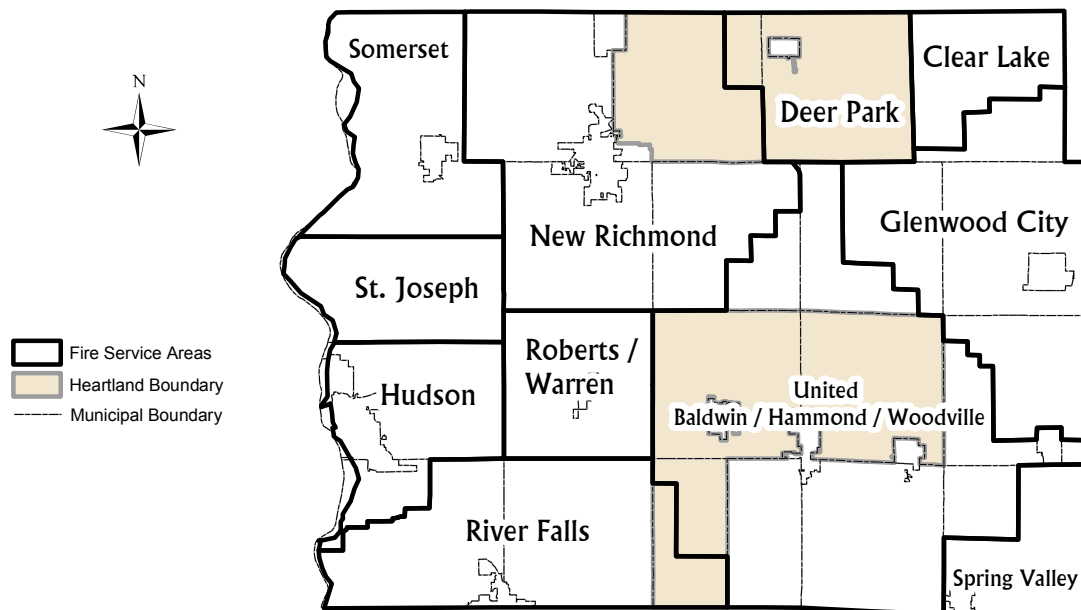 Somerset
Clear Lake
N
Deer Park
Glenwood City
New Richmond
St. Joseph
Fire Service Areas
Heartland Boundary
Municipal Boundary
Roberts /
Warren
Hudson
United
Baldwin / Hammond / Woodville
River Falls
Spring Valley